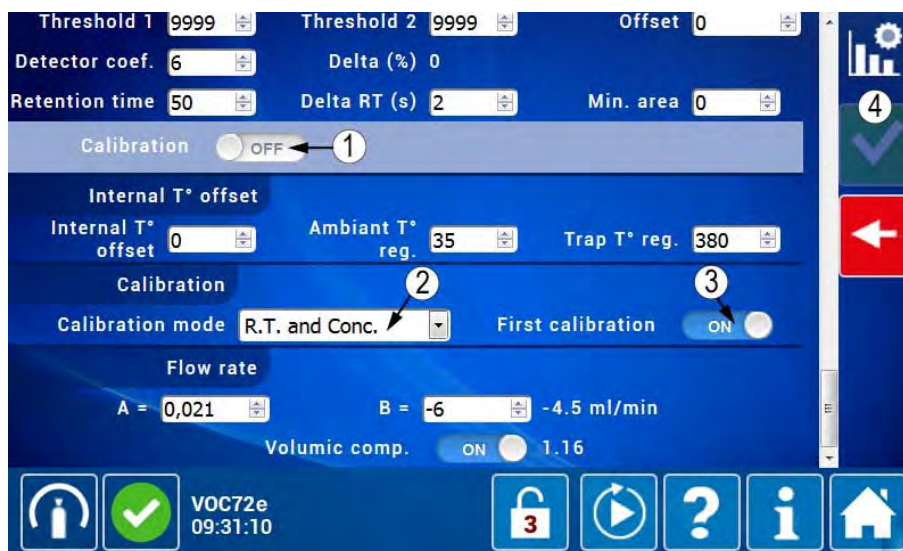 Threshold 1 9999 Threshold 2 9999 Offset 0
Detector coef. 6 Delta (%) 0
Retention time 50 Delta RT (s) 2 Min. area 0
4
Calibration OFF 1
Internal T° offset
Internal T° offset 0 Ambiant T° reg. 35 Trap T° reg. 380
Calibration 2 3
Calibration mode R.T. and Conc. First calibration ON
Flow rate
A = 0,021 B = -6 -4.5 ml/min
Volumic comp. ON 1.16
VOC72e
09:31:10
3
?
i